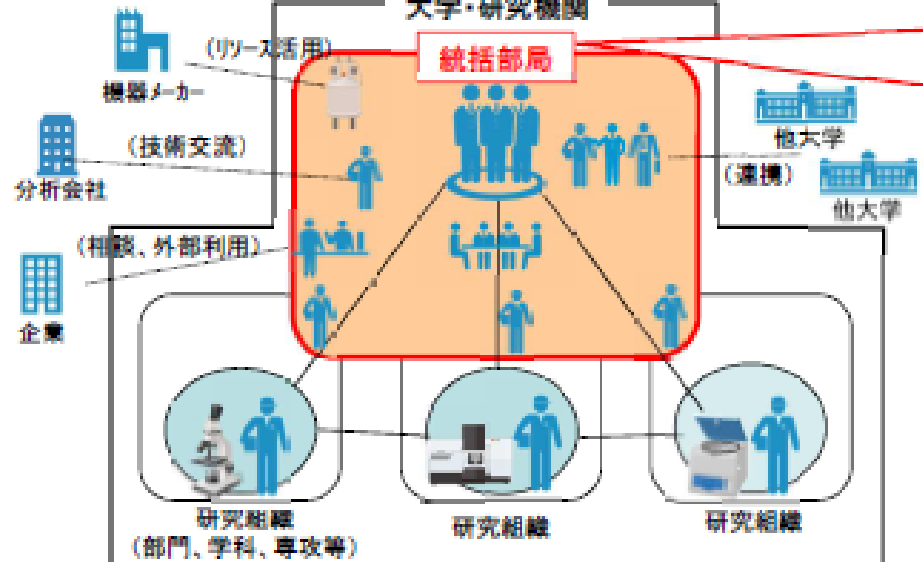 大学・研究機関
統括部局
(リソース活用)
機器メーカー
(技術交流)
分析会社
(相談、外部利用)
企業
他大学
(連携)
他大学
研究組織
(部門、学科、専攻等)
研究組織
研究組織